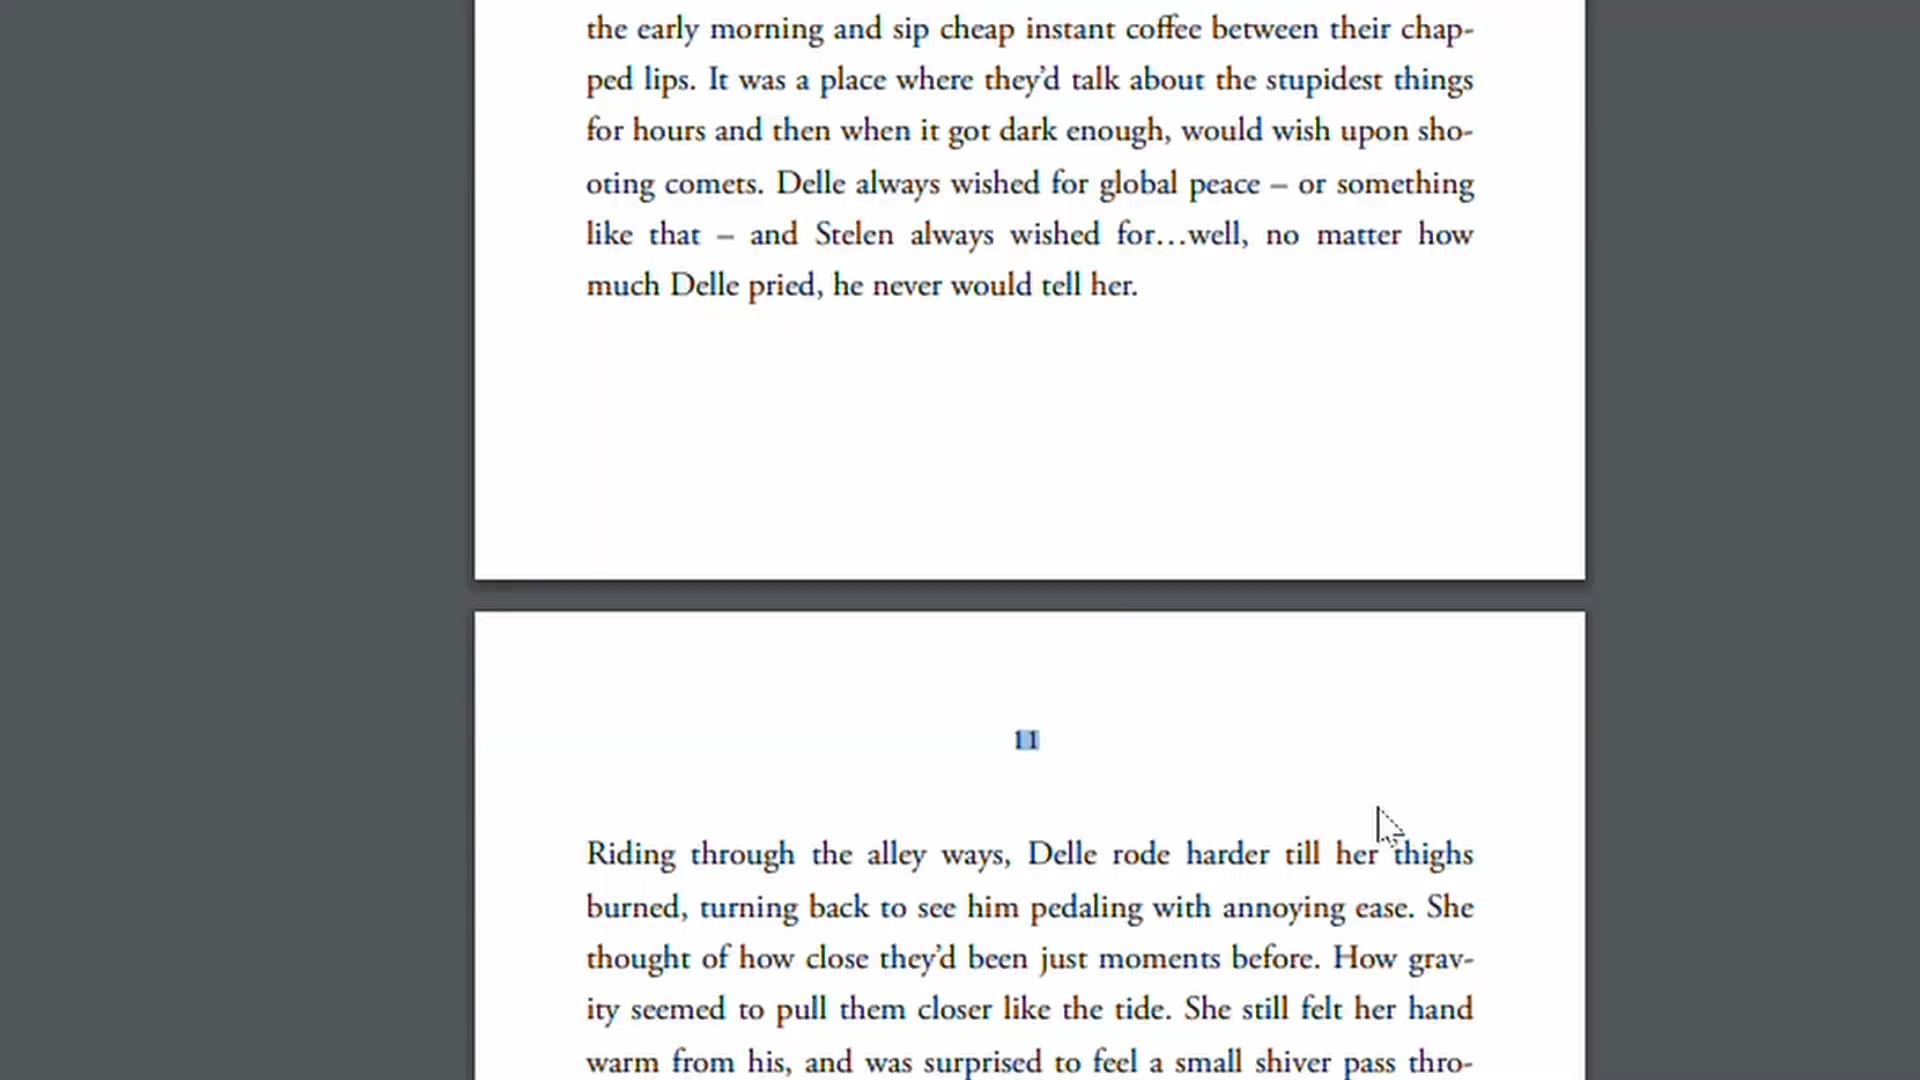 the early morning and sip cheap instant coffee between their chap-
ped lips. It was a place where they’d talk about the stupidest things
for hours and then when it got dark enough, would wish upon sho-
oting comets. Delle always wished for global peace – or something
like that – and Stelen always wished for…well, no matter how
much Delle pried, he never would tell her.
11
Riding through the alley ways, Delle rode harder till her thighs
burned, turning back to see him pedaling with annoying ease. She
thought of how close they’d been just moments before. How grav-
ity seemed to pull them closer like the tide. She still felt her hand
warm from his, and was surprised to feel a small shiver pass thro-